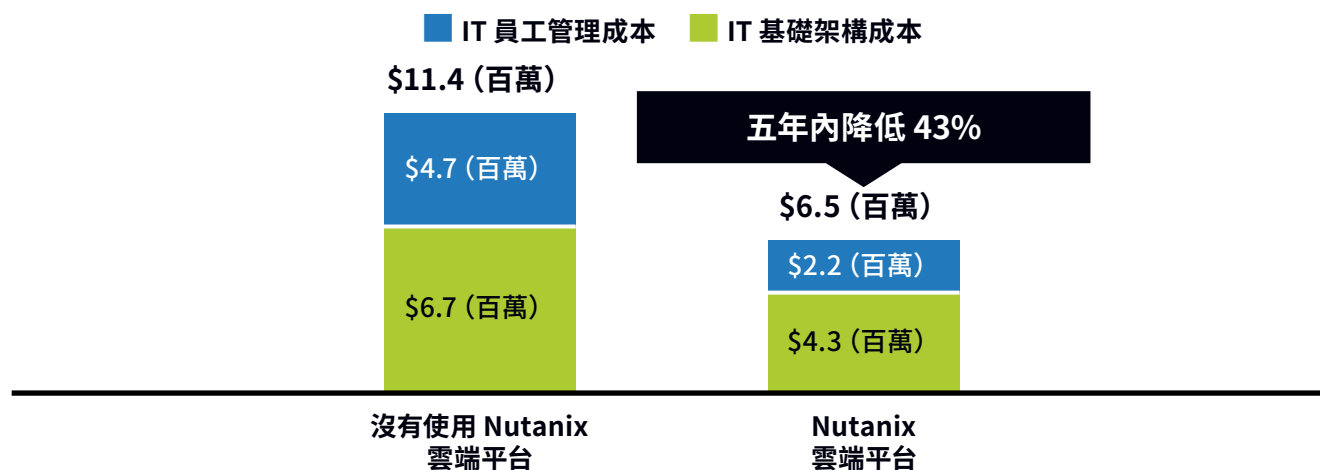 IT 員工管理成本 IT 基礎架構成本
$11.4（百萬）
五年內降低 43%
$4.7（百萬）
$6.5（百萬）
$2.2（百萬）
$6.7（百萬）
$4.3（百萬）
沒有使用 Nutanix
雲端平台
Nutanix
雲端平台